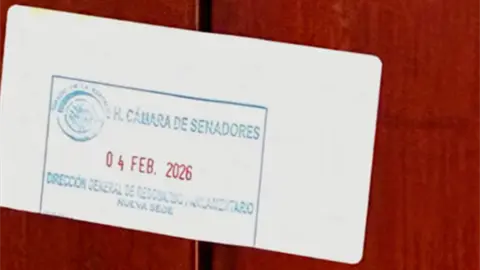 H. CÁMARA DE SENADORES
04 FEB. 2026
DIRECCIÓN GENERAL DE
NUEVA SEDE